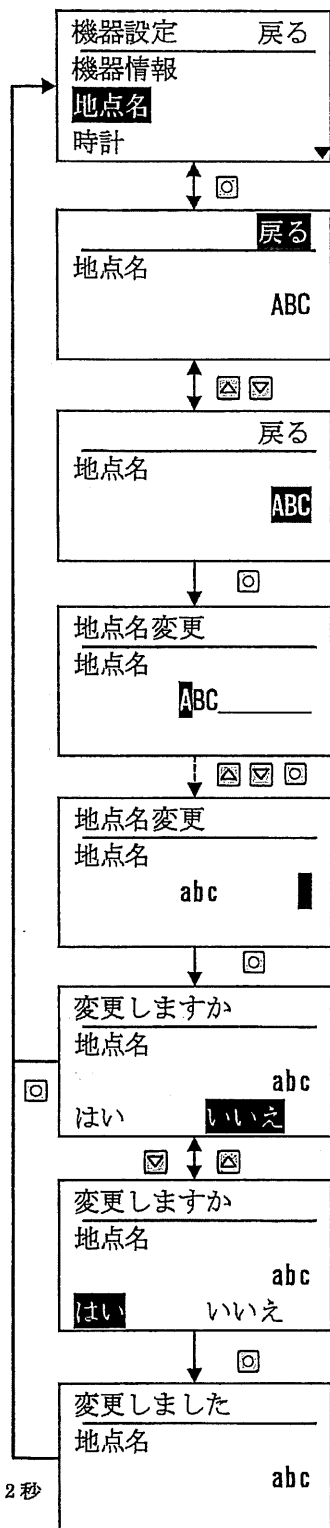 機器設定 戻る
機器情報
地点名
時計
戻る
地点名
ABC
戻る
地点名
ABC
地点名変更
地点名
ABC
地点名変更
地点名
abc
変更しますか
地点名
abc
はい いいえ
変更しますか
地点名
abc
はい いいえ
変更しました
地点名
abc
2秒